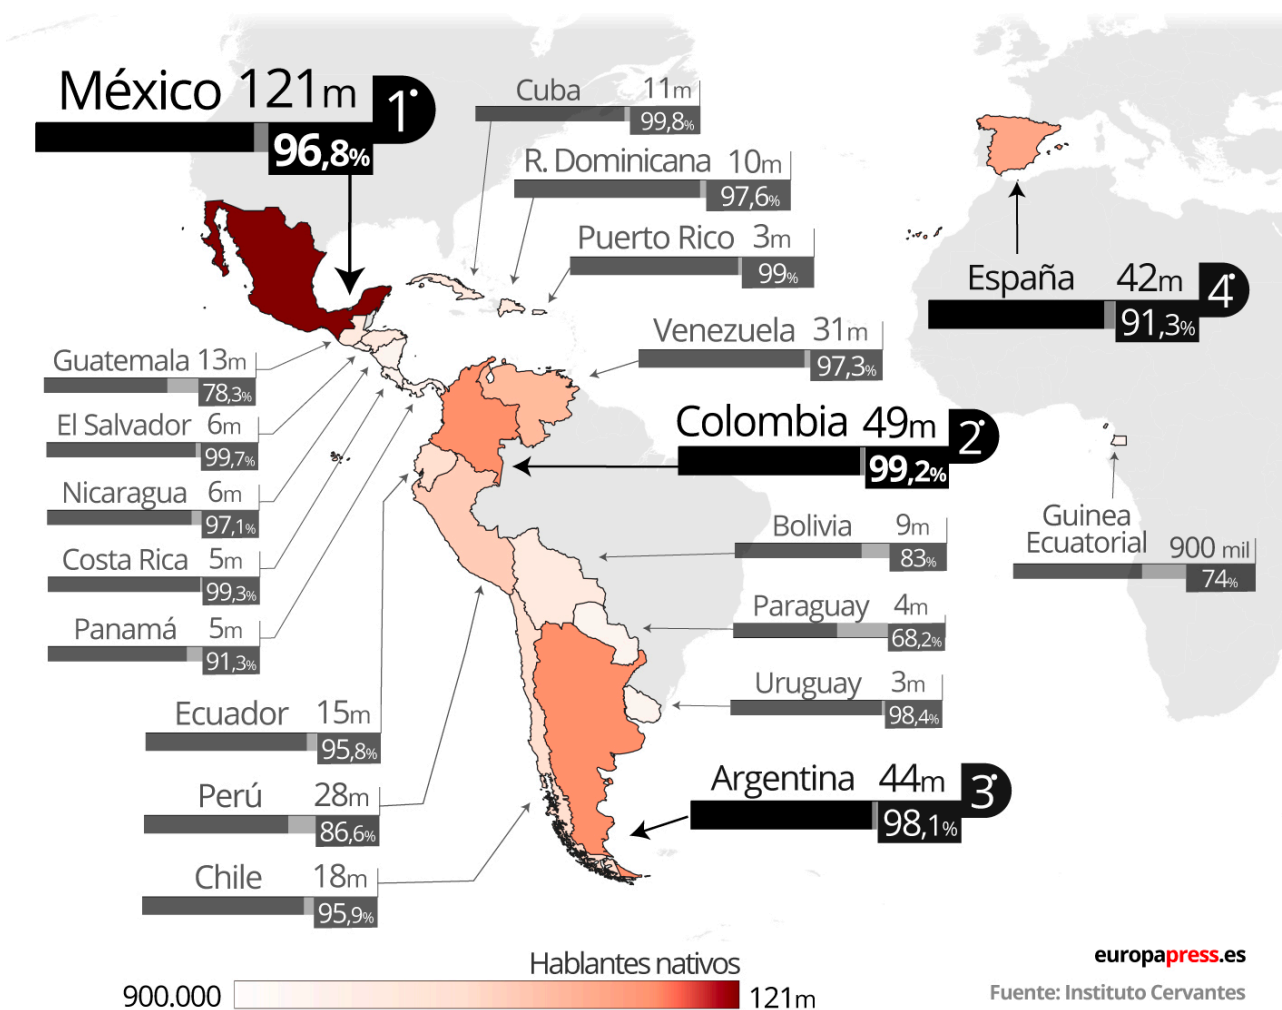 México 121m 1°
96,8%
Cuba 11m
99,8%
R. Dominicana 10m
97,6%
Puerto Rico 3m
99%
España 42m 4°
91,3%
Venezuela 31m
97,3%
Guatemala 13m
78,3%
El Salvador 6m
99,7%
Nicaragua 6m
97,1%
Costa Rica 5m
99,3%
Panamá 5m
91,3%
Colombia 49m 2°
99,2%
Bolivia 9m
83%
Guinea
Ecuatorial 900 mil
74%
Paraguay 4m
68,2%
Uruguay 3m
98,4%
Ecuador 15m
95,8%
Perú 28m
86,6%
Chile 18m
95,9%
Argentina 44m 3°
98,1%
Hablantes nativos
900.000 121m
europapress.es
Fuente: Instituto Cervantes